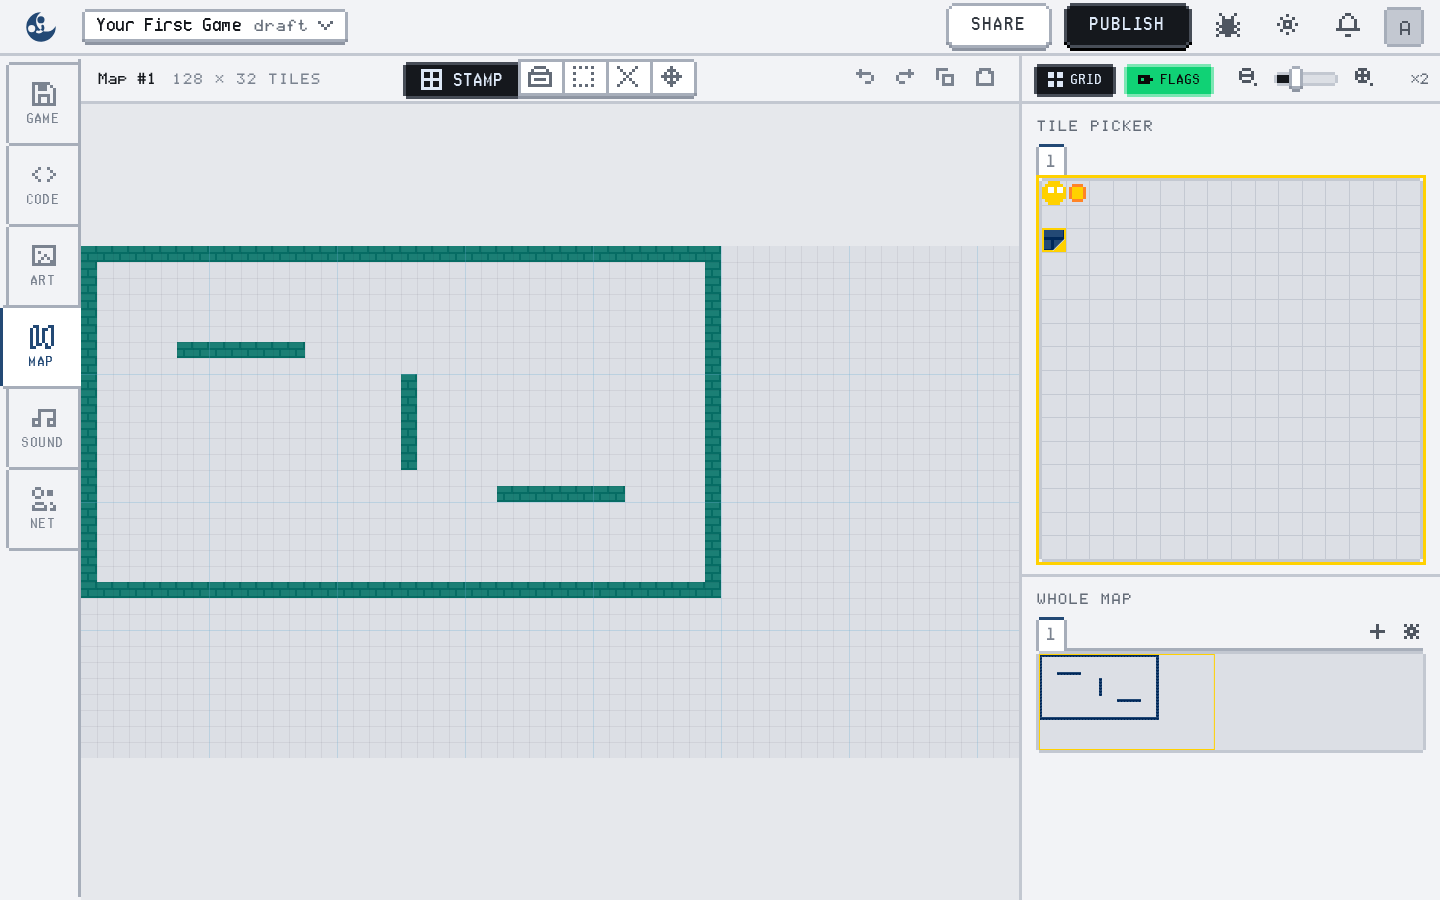 Your First Game draft
SHARE
PUBLISH
A
Map #1 128 × 32 TILES
STAMP
GRID
FLAGS
×2
GAME
CODE
ART
MAP
SOUND
NET
TILE PICKER
1
WHOLE MAP
1